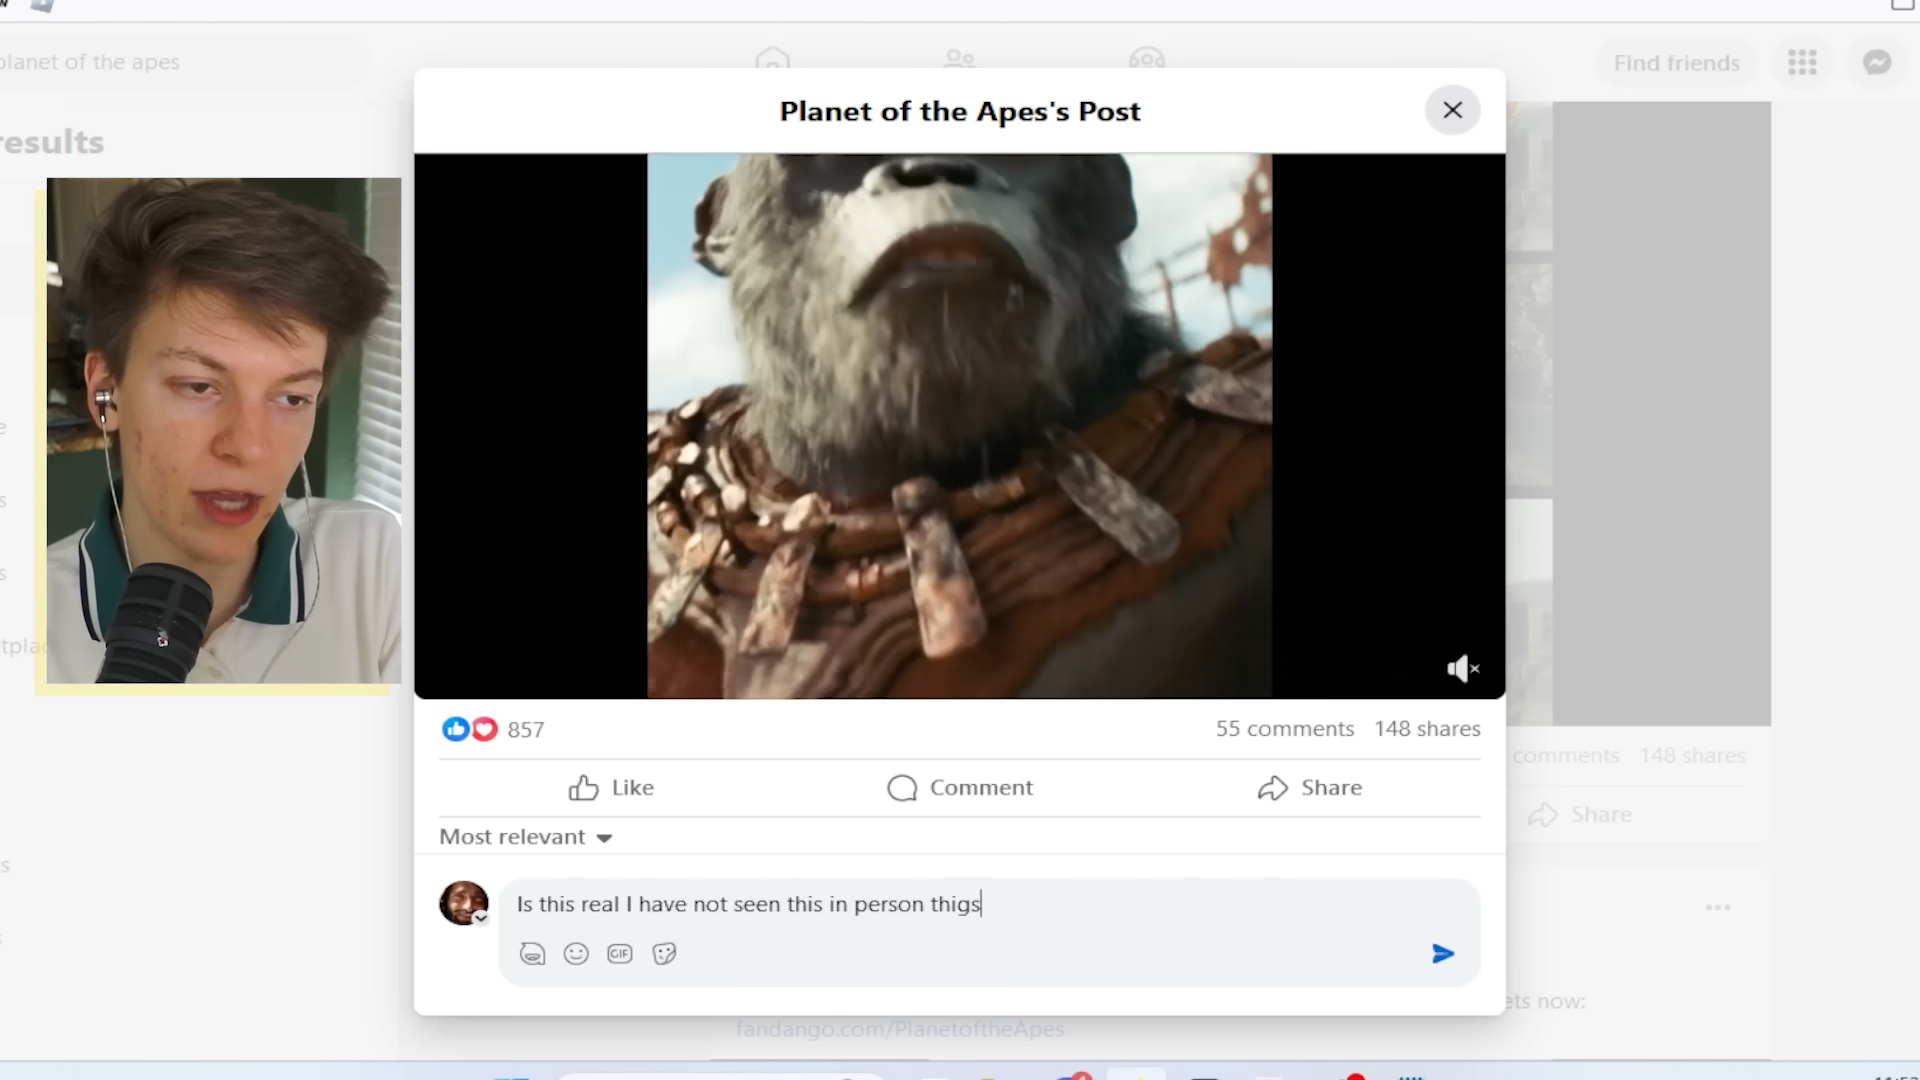 planet of the apes
Find friends
results
Planet of the Apes's Post
857
55 comments 148 shares
comments 148 shares
Like
Comment
Share
Share
Most relevant
Is this real I have not seen this in person thigs
GIF
now:
fandango.com/PlanetoftheApes